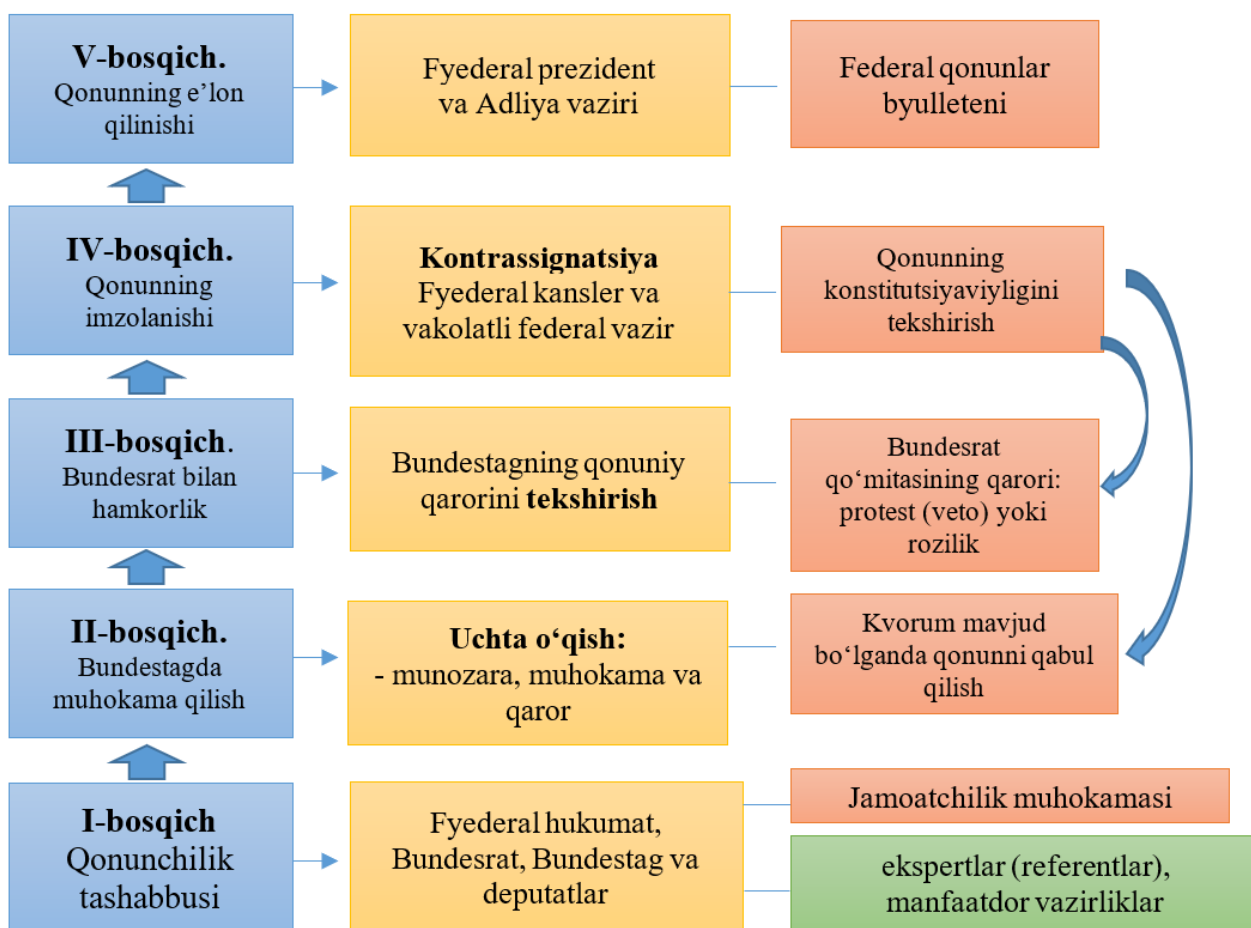 V-bosqich.
Qonunning e’lon
qilinishi
Fyederal prezident
va Adliya vaziri
Federal qonunlar
byulleteni
IV-bosqich.
Qonunning
imzolanishi
Kontrassignatsiya
Fyederal kansler va
vakolatli federal vazir
Qonunning
konstitutsiyaviyligini
tekshirish
III-bosqich.
Bundesrat bilan
hamkorlik
Bundestagning qonuniy
qarorini tekshirish
Bundesrat
qo‘mitasining qarori:
protest (veto) yoki
rozilik
II-bosqich.
Bundestagda
muhokama qilish
Uchta o‘qish:
- munozara, muhokama va
qaror
Kvorum mavjud
bo‘lganda qonunni qabul
qilish
I-bosqich
Qonunchilik
tashabbusi
Fyederal hukumat,
Bundesrat, Bundestag va
deputatlar
Jamoatchilik muhokamasi
ekspertlar (referentlar),
manfaatdor vazirliklar